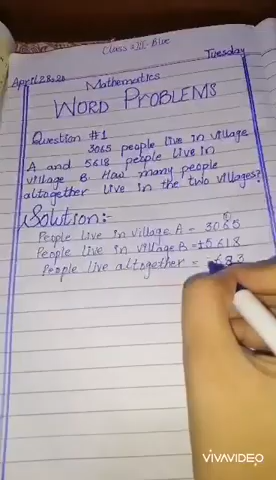 Class III-Blue
April,28,20 Tuesday
Mathematics
WORD PROBLEMS
Question #1
3065 people live in village
A and 5618 people live in
village B. How many people
altogether live in the two villages?
Solution:-
People live in village A = 3065
People live in village B = +5618
People live altogether = 683
VIVAVIDEO